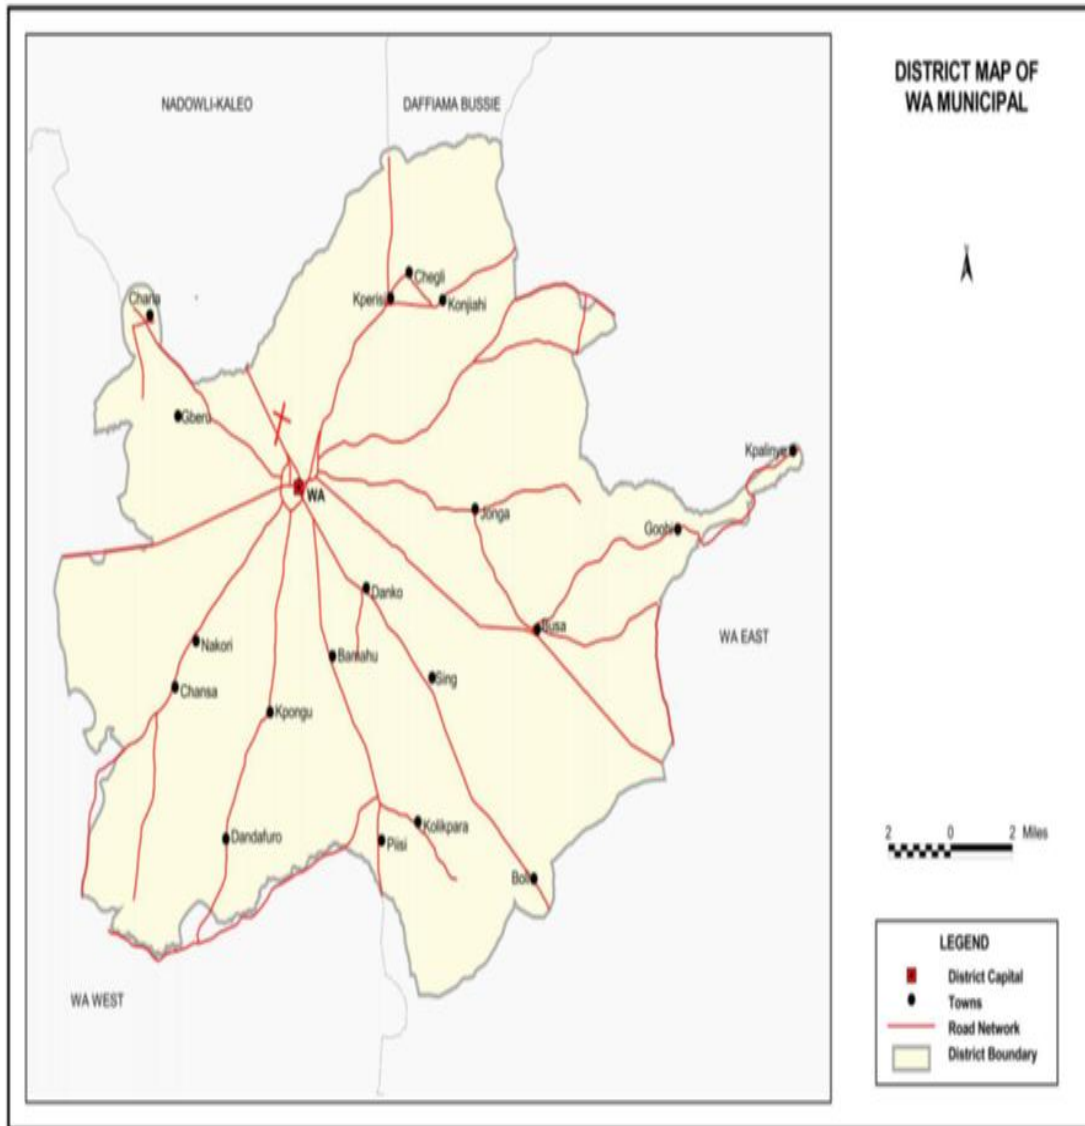 DISTRICT MAP OF
WA MUNICIPAL
NADOWLI-KALEO
DAFFIAMA BUSSIE
Chegli
Kperisi
Konjiahi
Charia
Gberu
Kpalinye
WA
Jonga
Goohi
Danko
Busa
WA EAST
Nakori
Bamahu
Sing
Chansa
Kpongu
Kolikpara
Dandafuro
Piisi
Boli
WA WEST
2 0 2 Miles
LEGEND
District Capital
Towns
Road Network
District Boundary